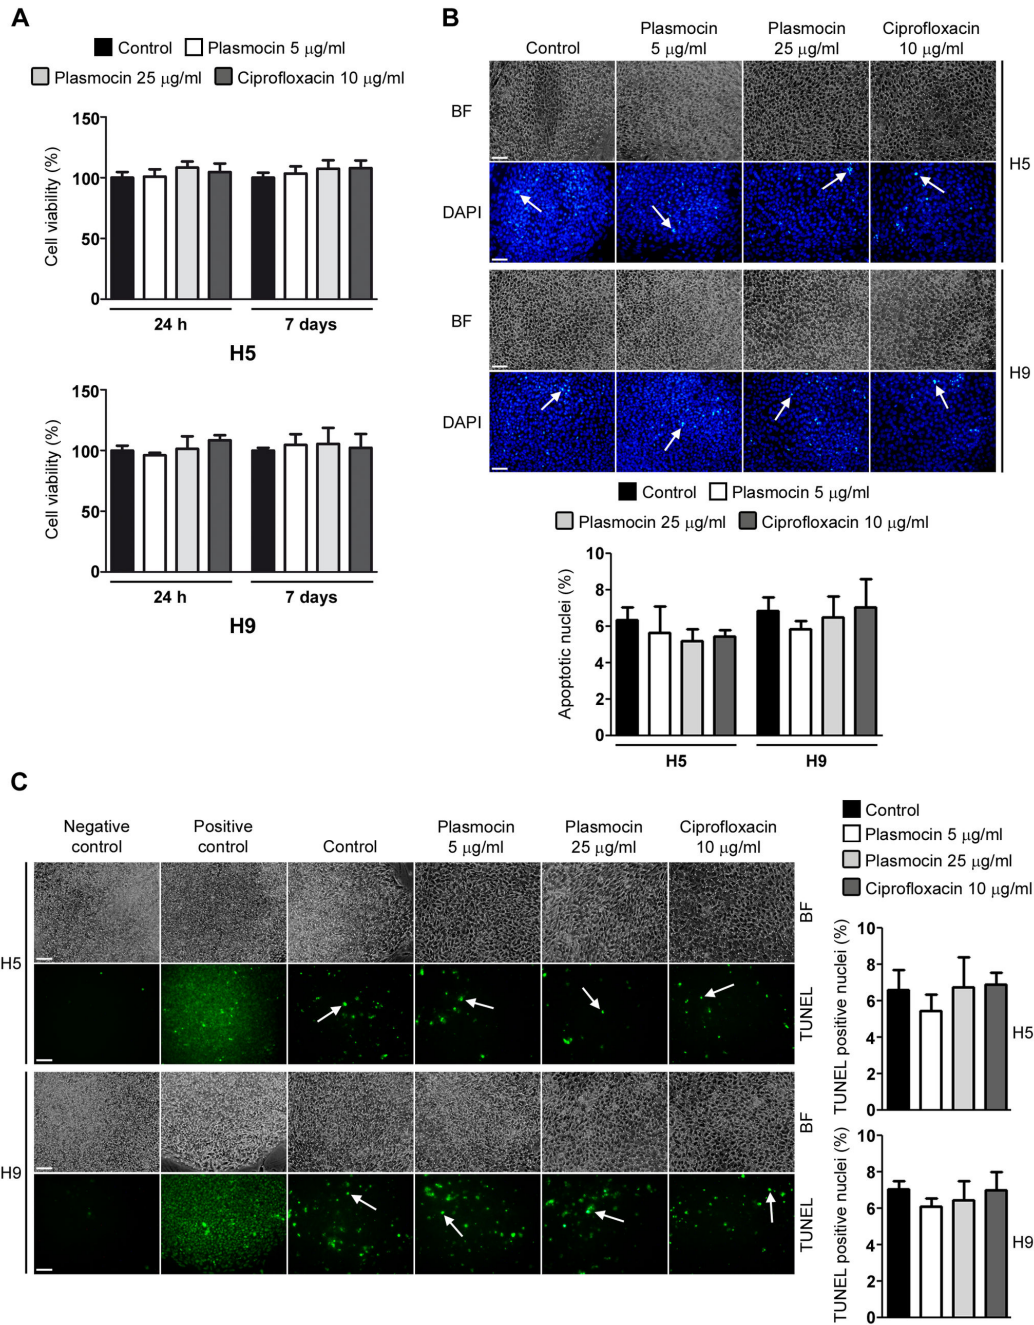 A
Control
Plasmocin 5 μg/ml
Plasmocin 25 μg/ml
Ciprofloxacin 10 μg/ml
Cell viability (%)
150
100
50
0
24 h
7 days
H5
Cell viability (%)
150
100
50
0
24 h
7 days
H9
B
Control
Plasmocin
5 μg/ml
Plasmocin
25 μg/ml
Ciprofloxacin
10 μg/ml
BF
DAPI
H5
BF
DAPI
H9
Control
Plasmocin 5 μg/ml
Plasmocin 25 μg/ml
Ciprofloxacin 10 μg/ml
Apoptotic nuclei (%)
10
8
6
4
2
0
H5
H9
C
Negative
control
Positive
control
Control
Plasmocin
5 μg/ml
Plasmocin
25 μg/ml
Ciprofloxacin
10 μg/ml
H5
BF
TUNEL
H9
BF
TUNEL
Control
Plasmocin 5 μg/ml
Plasmocin 25 μg/ml
Ciprofloxacin 10 μg/ml
TUNEL positive nuclei (%)
10
8
6
4
2
0
H5
TUNEL positive nuclei (%)
10
8
6
4
2
0
H9